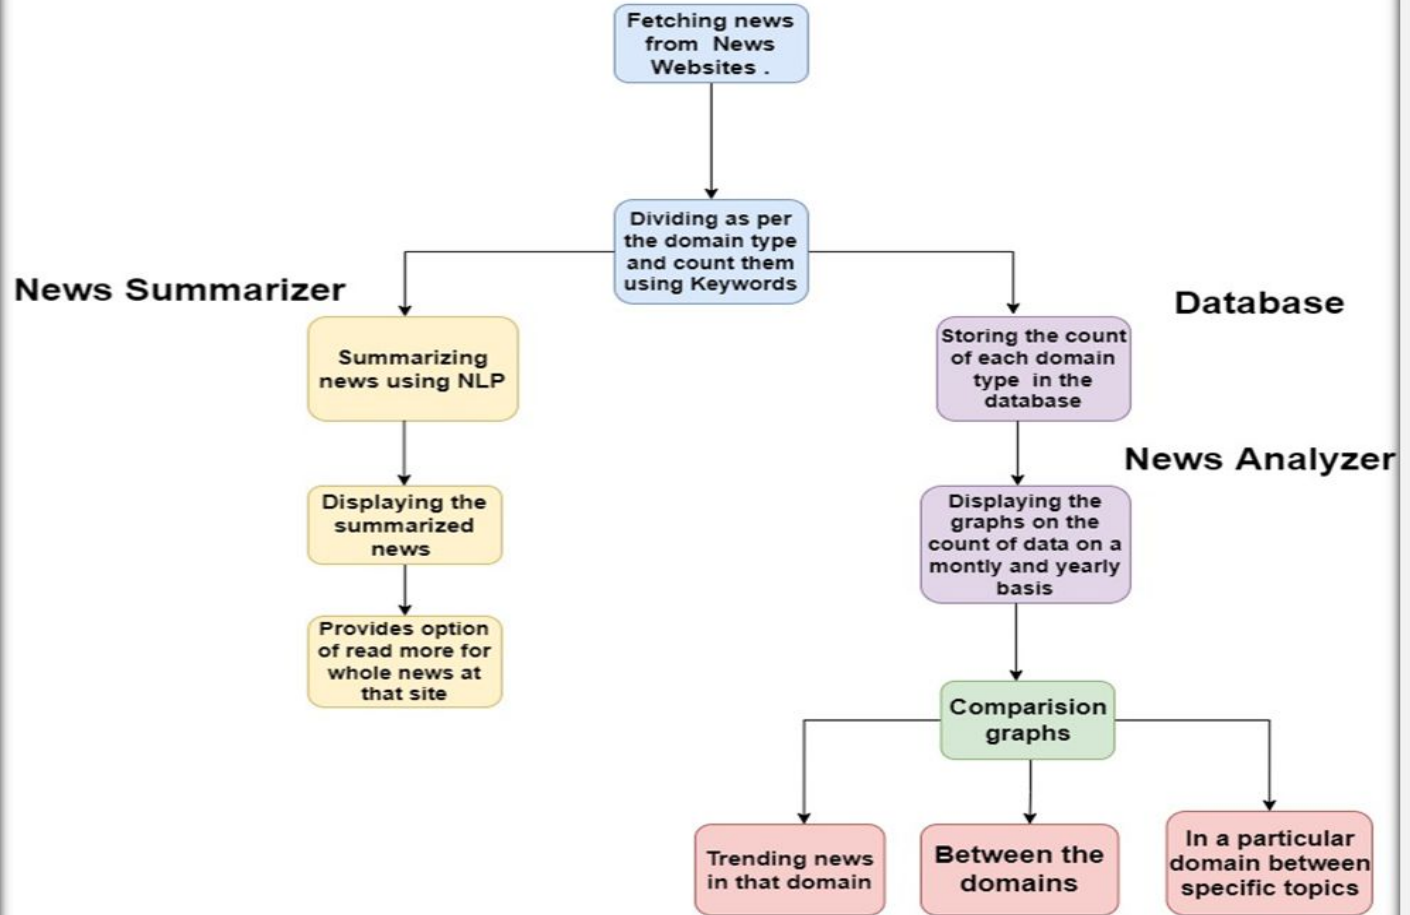 Fetching news
from News
Websites .
Dividing as per
the domain type
and count them
using Keywords
News Summarizer
Database
Summarizing
news using NLP
Storing the count
of each domain
type in the
database
News Analyzer
Displaying the
summarized
news
Displaying the
graphs on the
count of data on a
montly and yearly
basis
Provides option
of read more for
whole news at
that site
Comparision
graphs
Trending news
in that domain
Between the
domains
In a particular
domain between
specific topics